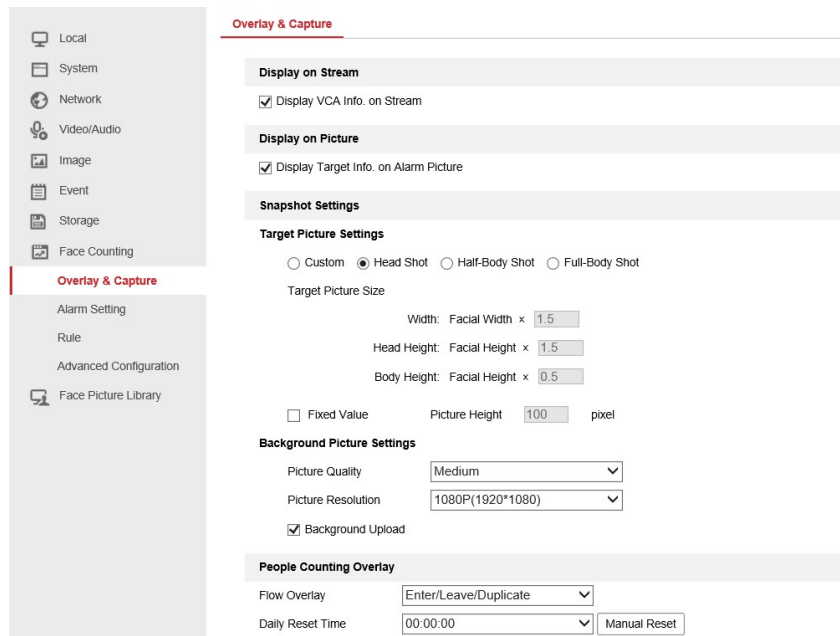 Local
System
Network
Video/Audio
Image
Event
Storage
Face Counting
Overlay & Capture
Alarm Setting
Rule
Advanced Configuration
Face Picture Library
Overlay & Capture
Display on Stream
Display VCA Info. on Stream
Display on Picture
Display Target Info. on Alarm Picture
Snapshot Settings
Target Picture Settings
Custom Head Shot Half-Body Shot Full-Body Shot
Target Picture Size
Width: Facial Width × 1.5
Head Height: Facial Height × 1.5
Body Height: Facial Height × 0.5
Fixed Value Picture Height 100 pixel
Background Picture Settings
Picture Quality Medium
Picture Resolution 1080P(1920*1080)
Background Upload
People Counting Overlay
Flow Overlay Enter/Leave/Duplicate
Daily Reset Time 00:00:00 Manual Reset